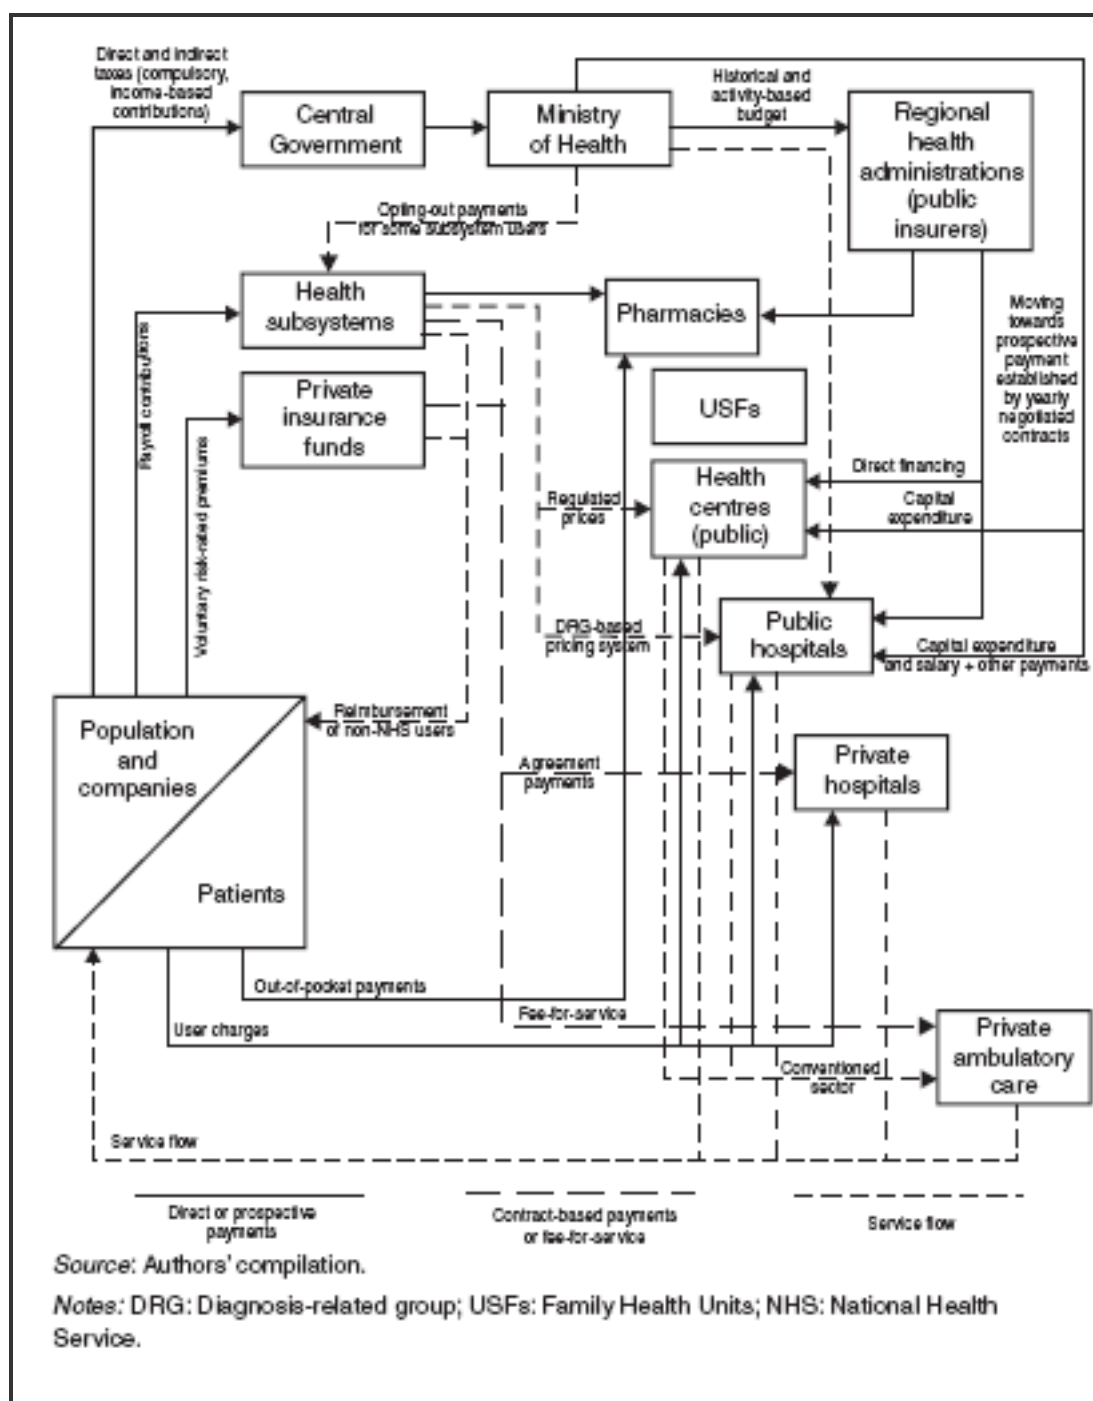 Direct and indirect
taxes (compulsory,
income-based
contributions)
Central
Government
Ministry
of Health
Historical and
activity-based
budget
Regional
health
administrations
(public
insurers)
Opting-out payments
for some subsystem users
Health
subsystems
Pharmacies
Moving
towards
prospective
payment
established
by yearly
negotiated
contracts
Payroll contributions
Private
insurance
funds
USFs
Voluntary risk-rated premiums
Health
centres
(public)
Direct financing
Capital
expenditure
Regulated
prices
Public
hospitals
DRG-based
pricing system
Capital expenditure
and salary + other payments
Population
and
companies
Reimbursement
of non-NHS users
Agreement
payments
Private
hospitals
Patients
Out-of-pocket payments
User charges
Fee-for-service
Private
ambulatory
care
Conventioned
sector
Service flow
Direct or prospective
payments
Contract-based payments
or fee-for-service
Service flow
Source: Authors' compilation.
Notes: DRG: Diagnosis-related group; USFs: Family Health Units; NHS: National Health
Service.